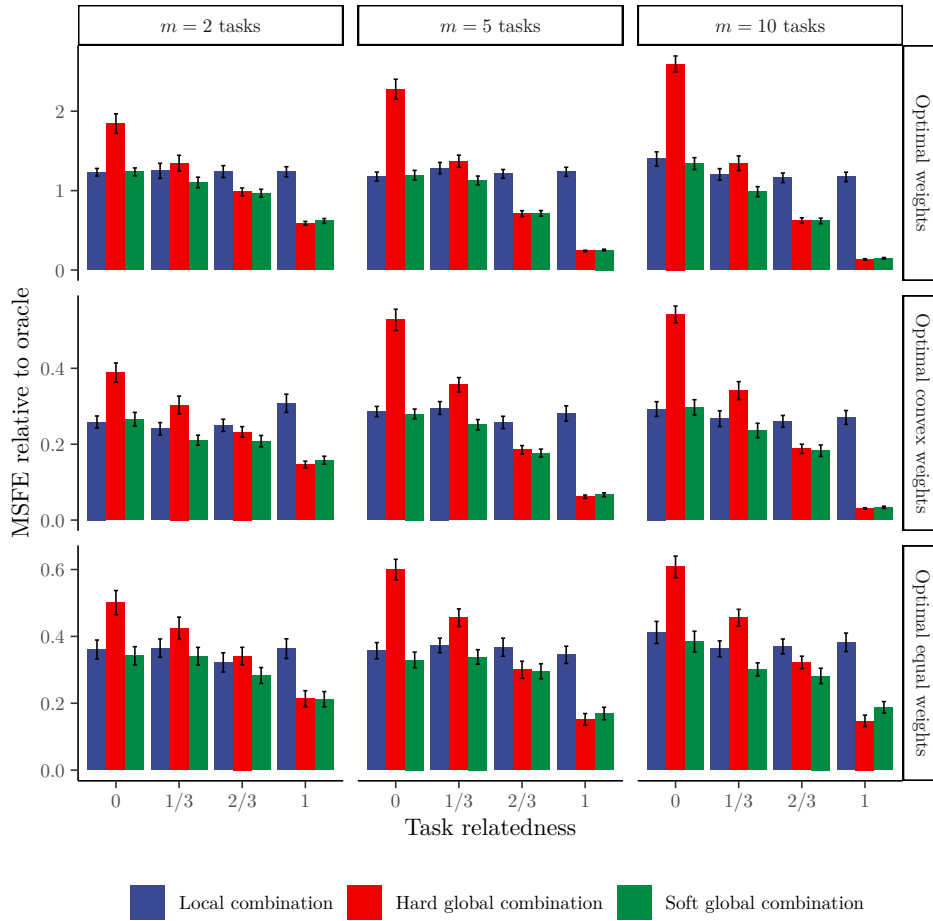 m = 2 tasks
m = 5 tasks
m = 10 tasks
MSFE relative to oracle
2
1
0
Optimal weights
0.4
0.2
0.0
Optimal convex weights
0.6
0.4
0.2
0.0
Optimal equal weights
0 1/3 2/3 1
0 1/3 2/3 1
0 1/3 2/3 1
Task relatedness
Local combination
Hard global combination
Soft global combination